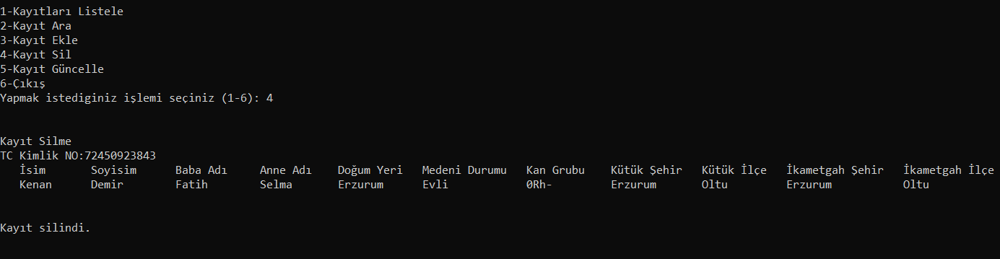 1-Kayıtları Listele
2-Kayıt Ara
3-Kayıt Ekle
4-Kayıt Sil
5-Kayıt Güncelle
6-Çıkış
Yapmak istediginiz işlemi seçiniz (1-6): 4
Kayıt Silme
TC Kimlik NO:72450923843
İsim Soyisim Baba Adı Anne Adı Doğum Yeri Medeni Durumu Kan Grubu Kütük Şehir Kütük İlçe İkametgah Şehir İkametgah İlçe
Kenan Demir Fatih Selma Erzurum Evli 0Rh- Erzurum Oltu Erzurum Oltu
Kayıt silindi.